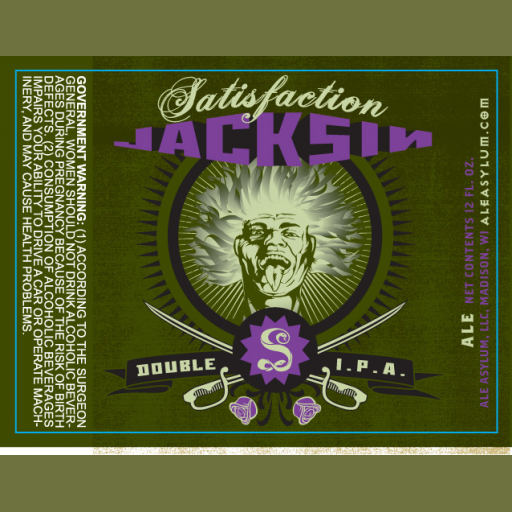 Satisfaction
JACKSIN
DOUBLE S I.P.A.
GOVERNMENT WARNING: (1) ACCORDINA TO THE SURGEON
GENERAL, WOMEN SHOULD NOT DRINK ALCOHOLIC BEVER-
AGES DURING PREGNANCY BECAUSE OF THE RISK OF BIRTH
DEFECTS. (2) CONSUMPTION OF ALCOHOLIC BEVERAGES
IMPAIRS YOUR ABILITY TO DRIVE A CAR OR OPERATE MACH-
INERY, AND MAY CAUSE HEALTH PROBLEMS.
ALE NET CONTENTS 12 FL. OZ.
ALE ASYLUM, LLC, MADISON, WI ALEASYLUM.COM